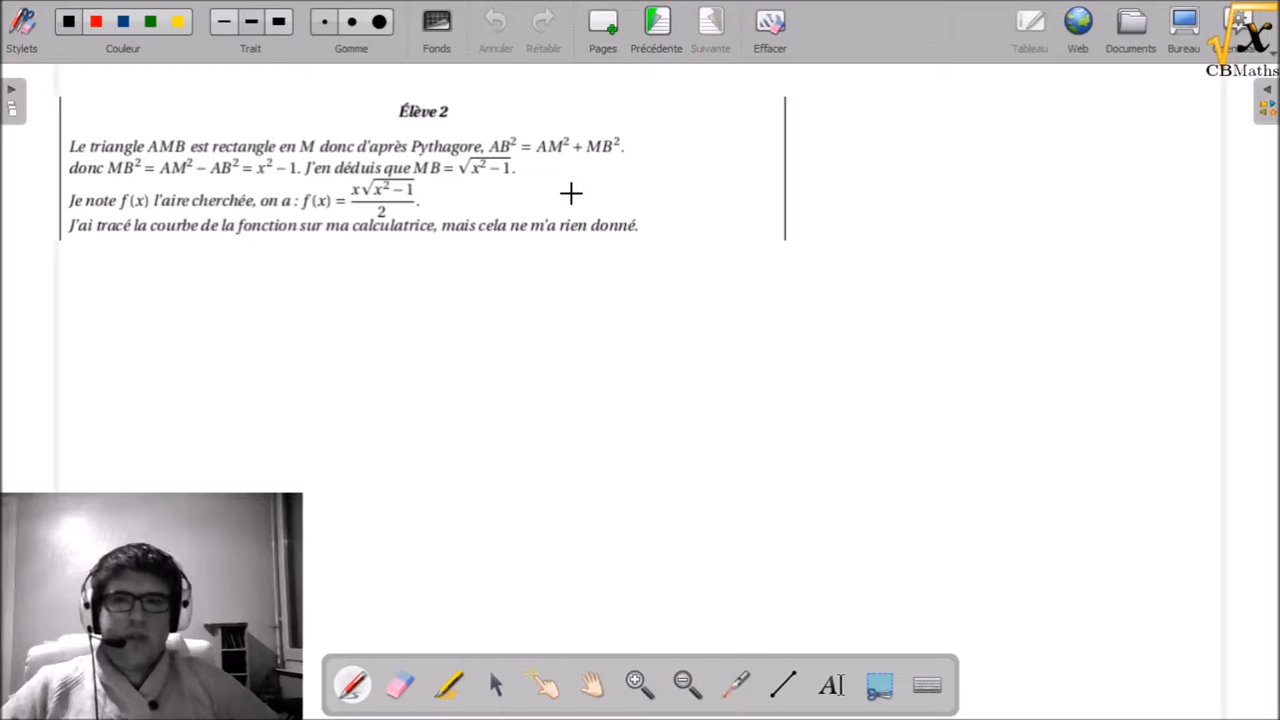 Stylets
Couleur
Trait
Gomme
Fonds
Annuler
Rétablir
Pages
Précédente
Suivante
Effacer
Tableau
Web
Documents
Bureau
√x
CBMaths
Élève 2
Le triangle AMB est rectangle en M donc d'après Pythagore, AB² = AM² + MB².
donc MB² = AM² − AB² = x² − 1. J'en déduis que MB = √(x² − 1).
Je note f(x) l'aire cherchée, on a : f(x) = x√(x² − 1)/2.
J'ai tracé la courbe de la fonction sur ma calculatrice, mais cela ne m'a rien donné.
AI